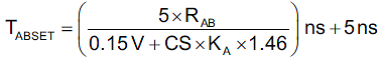 T_ABSET = ( 5×R_AB / 0.15 V + CS×K_A×1.46 ) ns + 5 ns